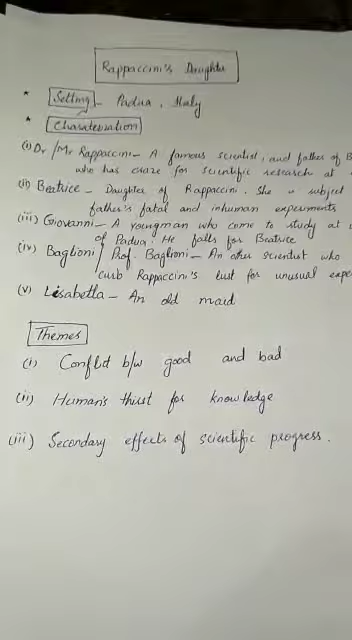 Rappaccini's Daughter
* Setting - Padua, Italy
* Charaterisation
(i) Dr/Mr Rappaccini - A famous scientist, and father of B
who has craze for scientific research at
(ii) Beatrice - Daughter of Rappaccini. She is subject
father's fatal and inhuman experiments
(iii) Giovanni - A youngman who come to study at
of Padua. He falls for Beatrice
(iv) Baglioni / Prof. Baglioni - An other scientist who
curb Rappaccini's lust for unusual expe
(v) Lisabetta - An old maid
Themes
(i) Conflict b/w good and bad
(ii) Human's thirst for knowledge
(iii) Secondary effects of scientific progress.